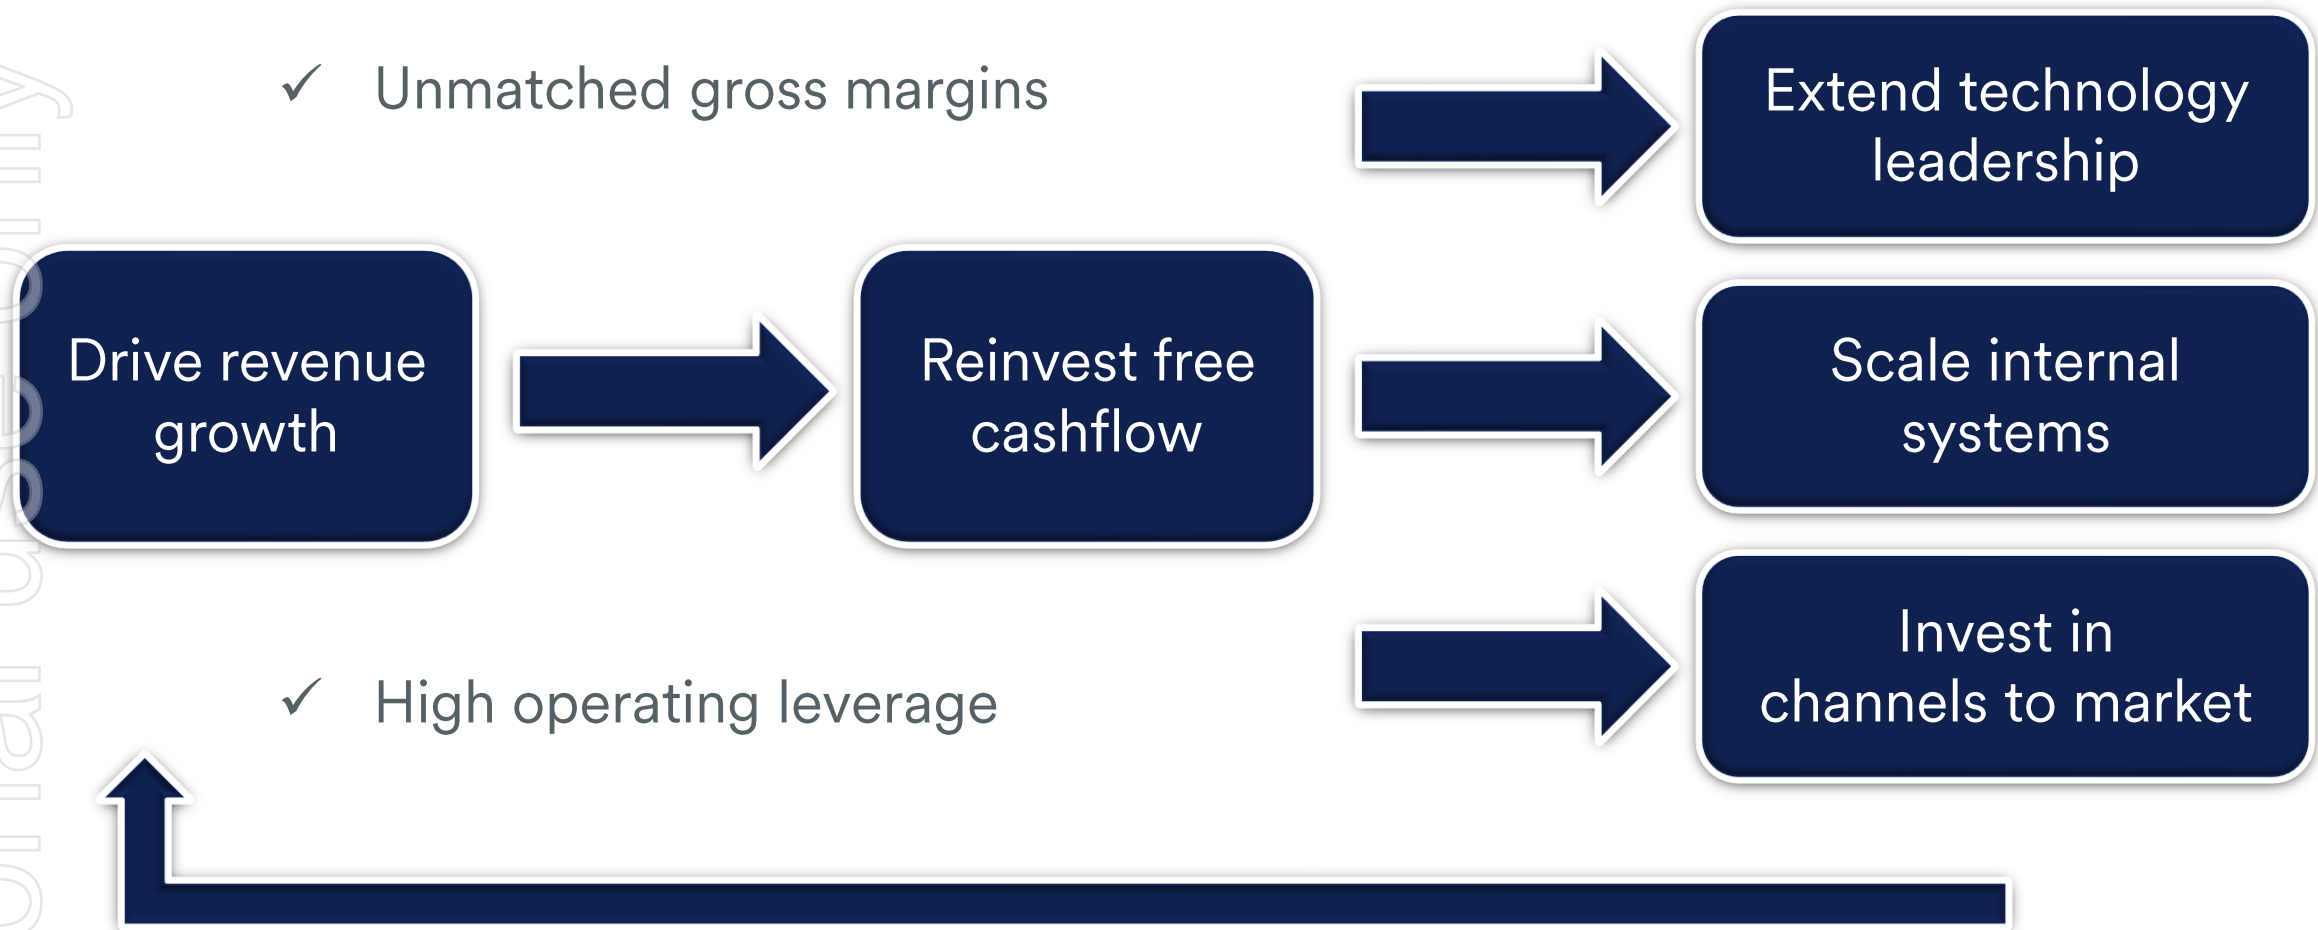 ✓ Unmatched gross margins
Extend technology
leadership
Drive revenue
growth
Reinvest free
cashflow
Scale internal
systems
Invest in
channels to market
✓ High operating leverage